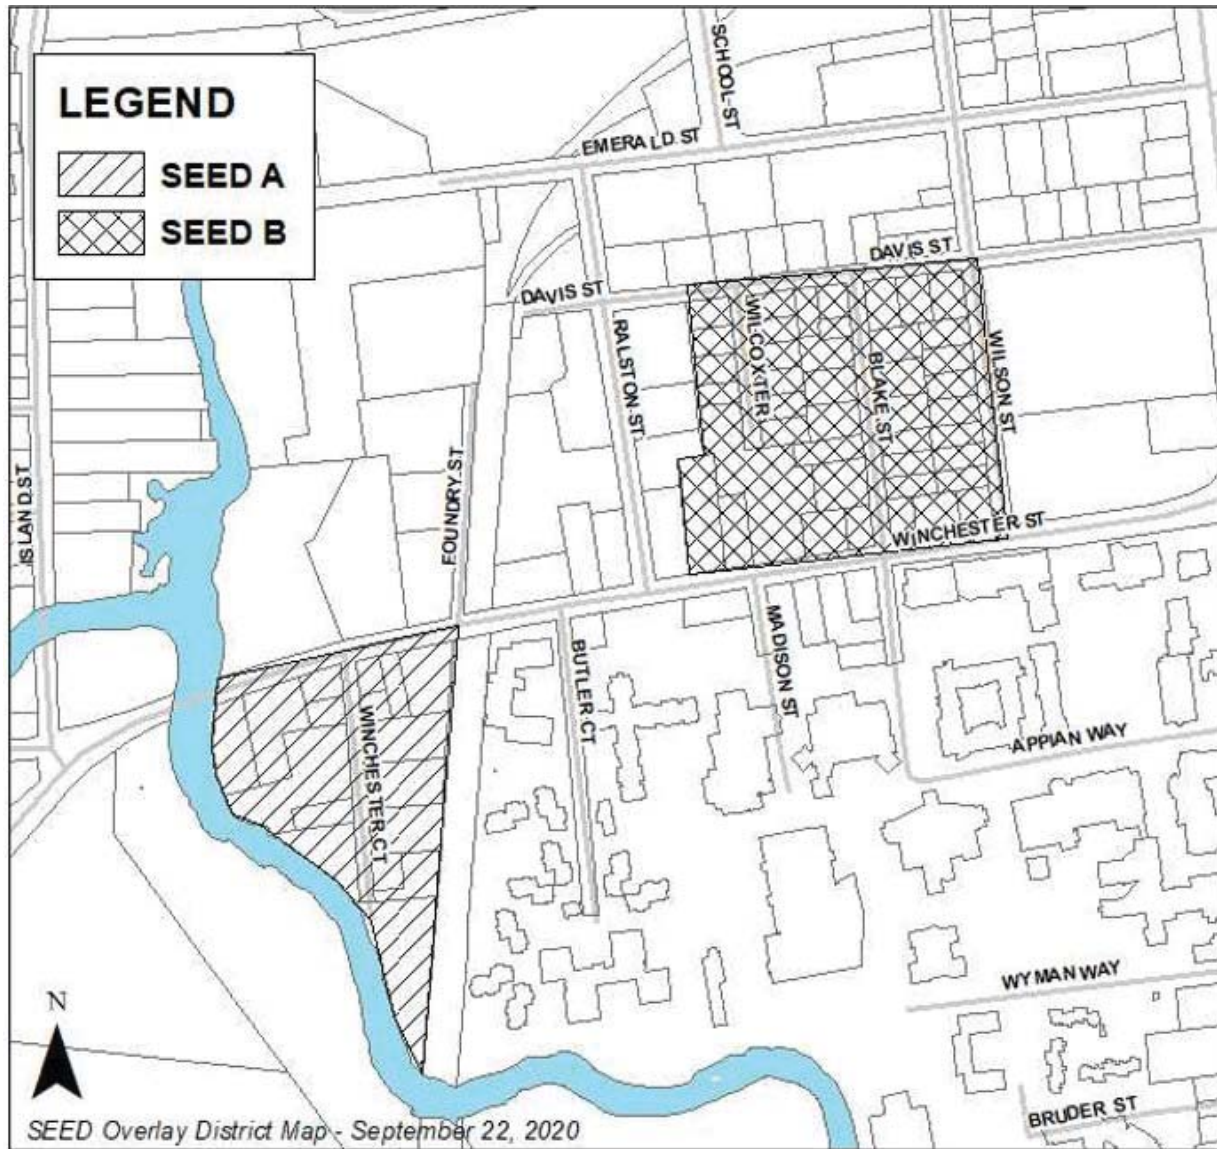 LEGEND
SEED A
SEED B
SCHOOL ST
EMERALD ST
DAVIS ST
DAVIS ST
WILCOX TER
RALSTON ST
BLAKE ST
WILSON ST
ISLAND ST
FOUNDRY ST
WINCHESTER ST
MADISON ST
BUTLER CT
WINCHESTER CT
APPIAN WAY
WYMAN WAY
BRUDER ST
N
SEED Overlay District Map - September 22, 2020